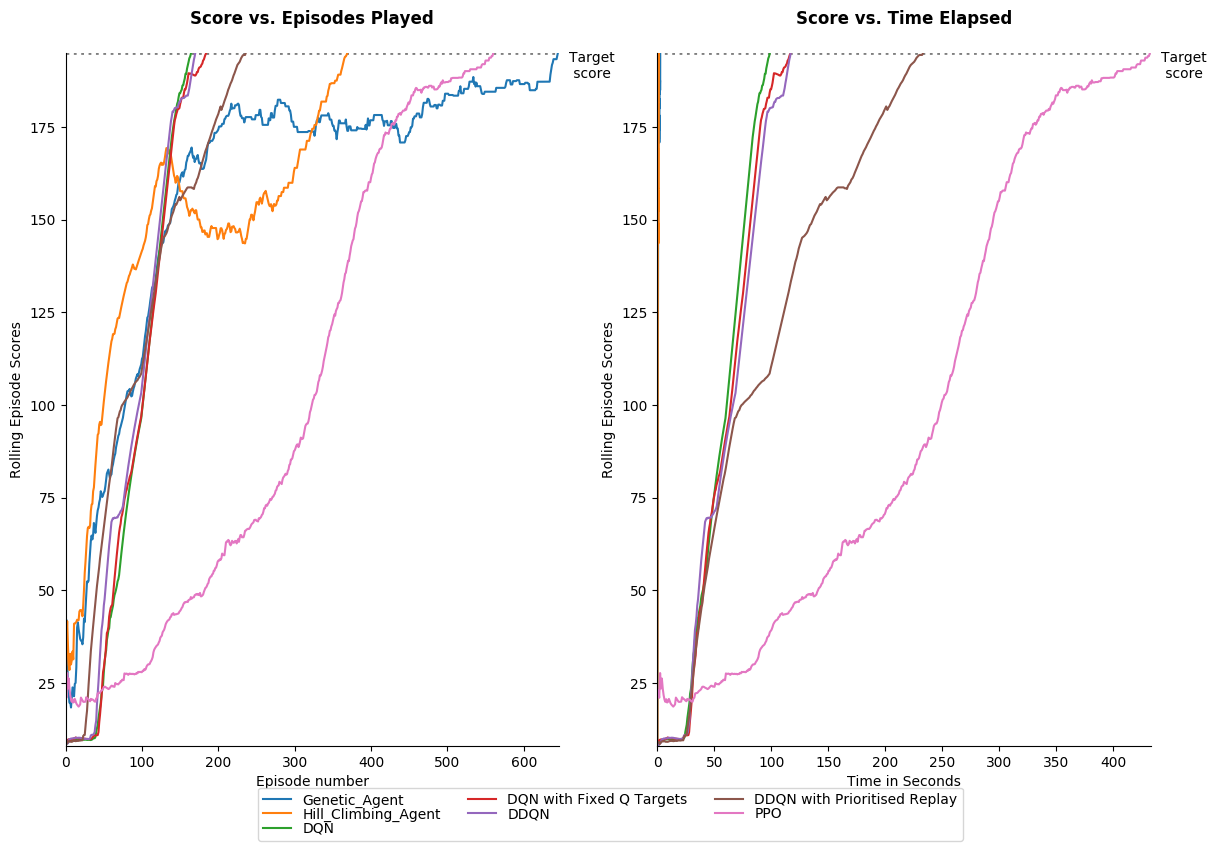 Score vs. Episodes Played
Target
score
Rolling Episode Scores
175
150
125
100
75
50
25
0 100 200 300 400 500 600
Episode number
Score vs. Time Elapsed
Target
score
Rolling Episode Scores
175
150
125
100
75
50
25
0 50 100 150 200 250 300 350 400
Time in Seconds
Genetic_Agent
Hill_Climbing_Agent
DQN
DQN with Fixed Q Targets
DDQN
DDQN with Prioritised Replay
PPO